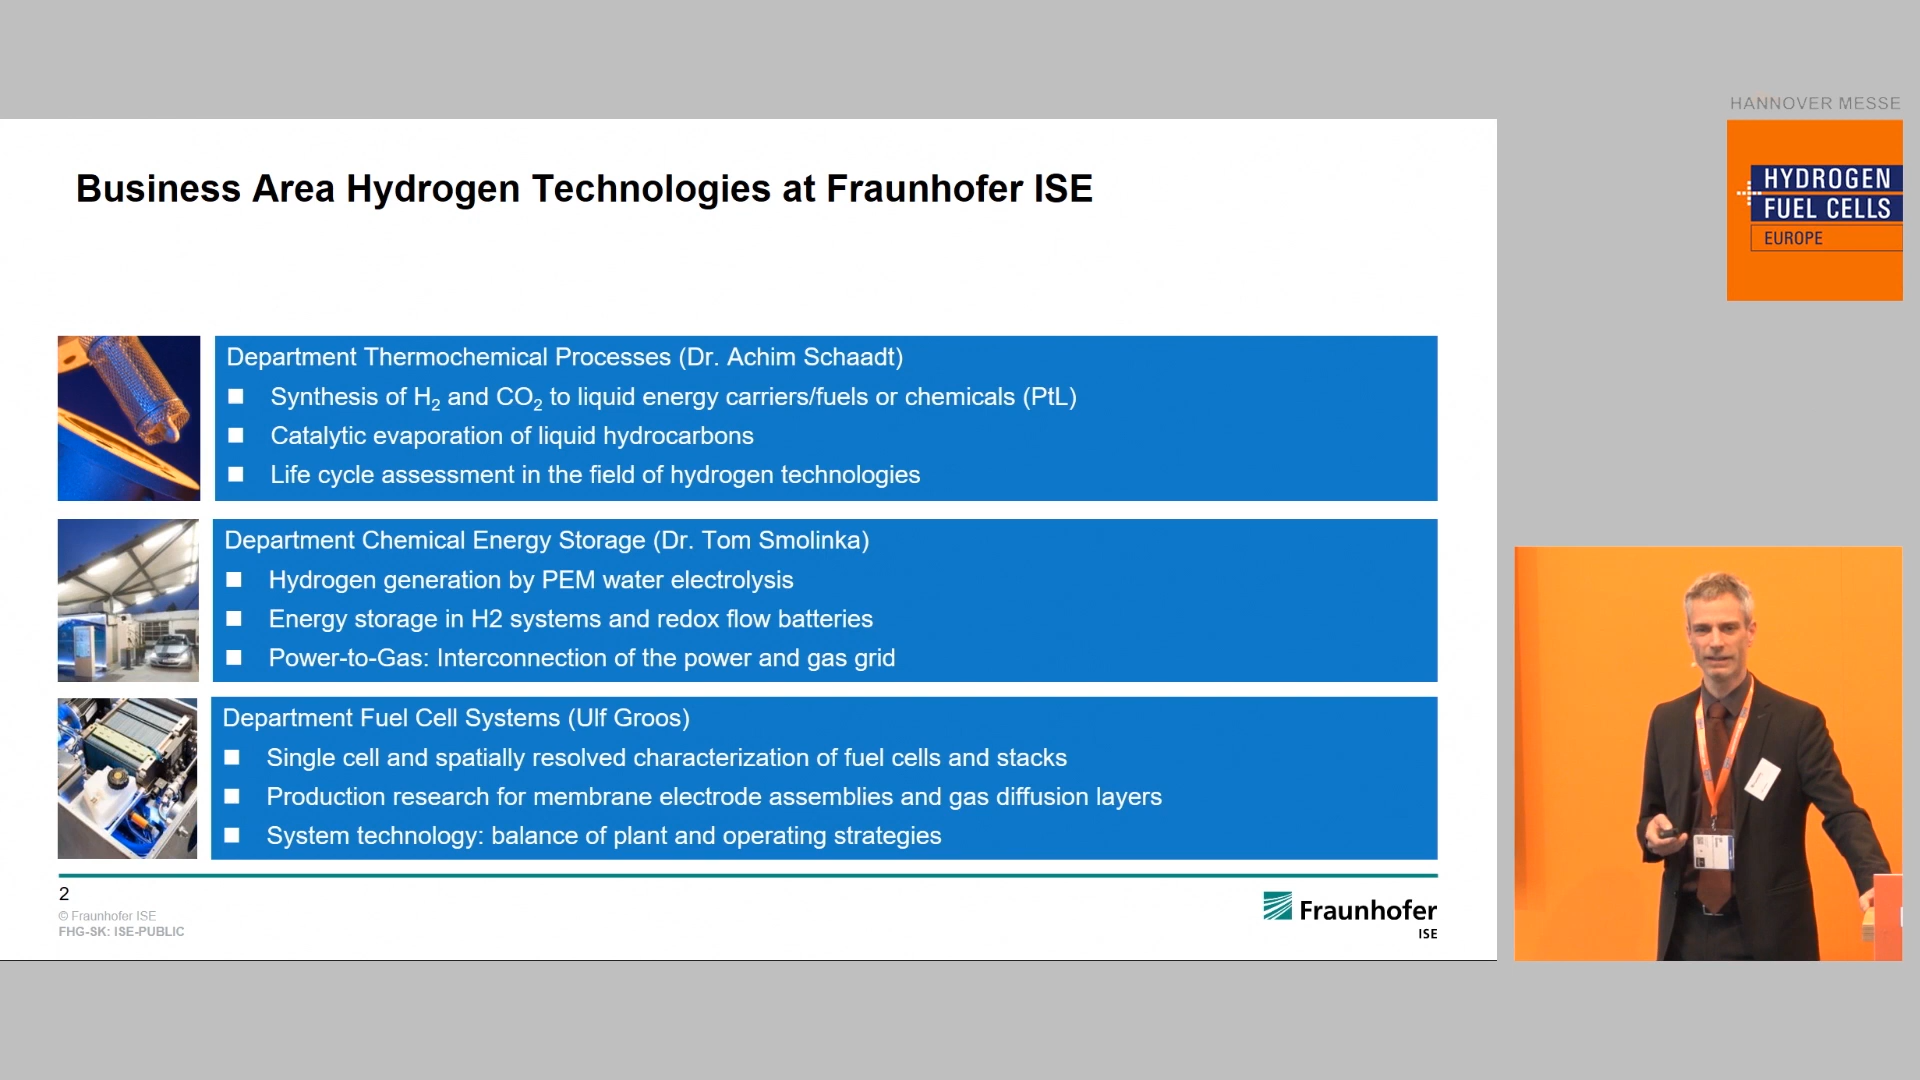 HANNOVER MESSE
HYDROGEN
FUEL CELLS
EUROPE
Business Area Hydrogen Technologies at Fraunhofer ISE
Department Thermochemical Processes (Dr. Achim Schaadt)
Synthesis of H₂ and CO₂ to liquid energy carriers/fuels or chemicals (PtL)
Catalytic evaporation of liquid hydrocarbons
Life cycle assessment in the field of hydrogen technologies
Department Chemical Energy Storage (Dr. Tom Smolinka)
Hydrogen generation by PEM water electrolysis
Energy storage in H2 systems and redox flow batteries
Power-to-Gas: Interconnection of the power and gas grid
Department Fuel Cell Systems (Ulf Groos)
Single cell and spatially resolved characterization of fuel cells and stacks
Production research for membrane electrode assemblies and gas diffusion layers
System technology: balance of plant and operating strategies
2
© Fraunhofer ISE
FHG-SK: ISE-PUBLIC
Fraunhofer
ISE